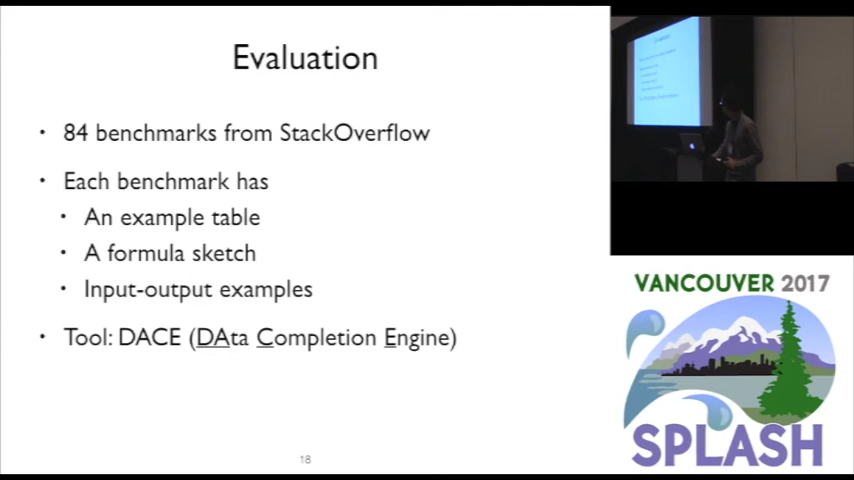 Evaluation
• 84 benchmarks from StackOverflow
• Each benchmark has
• An example table
• A formula sketch
• Input-output examples
• Tool: DACE (DAta Completion Engine)
18
VANCOUVER 2017
SPLASH